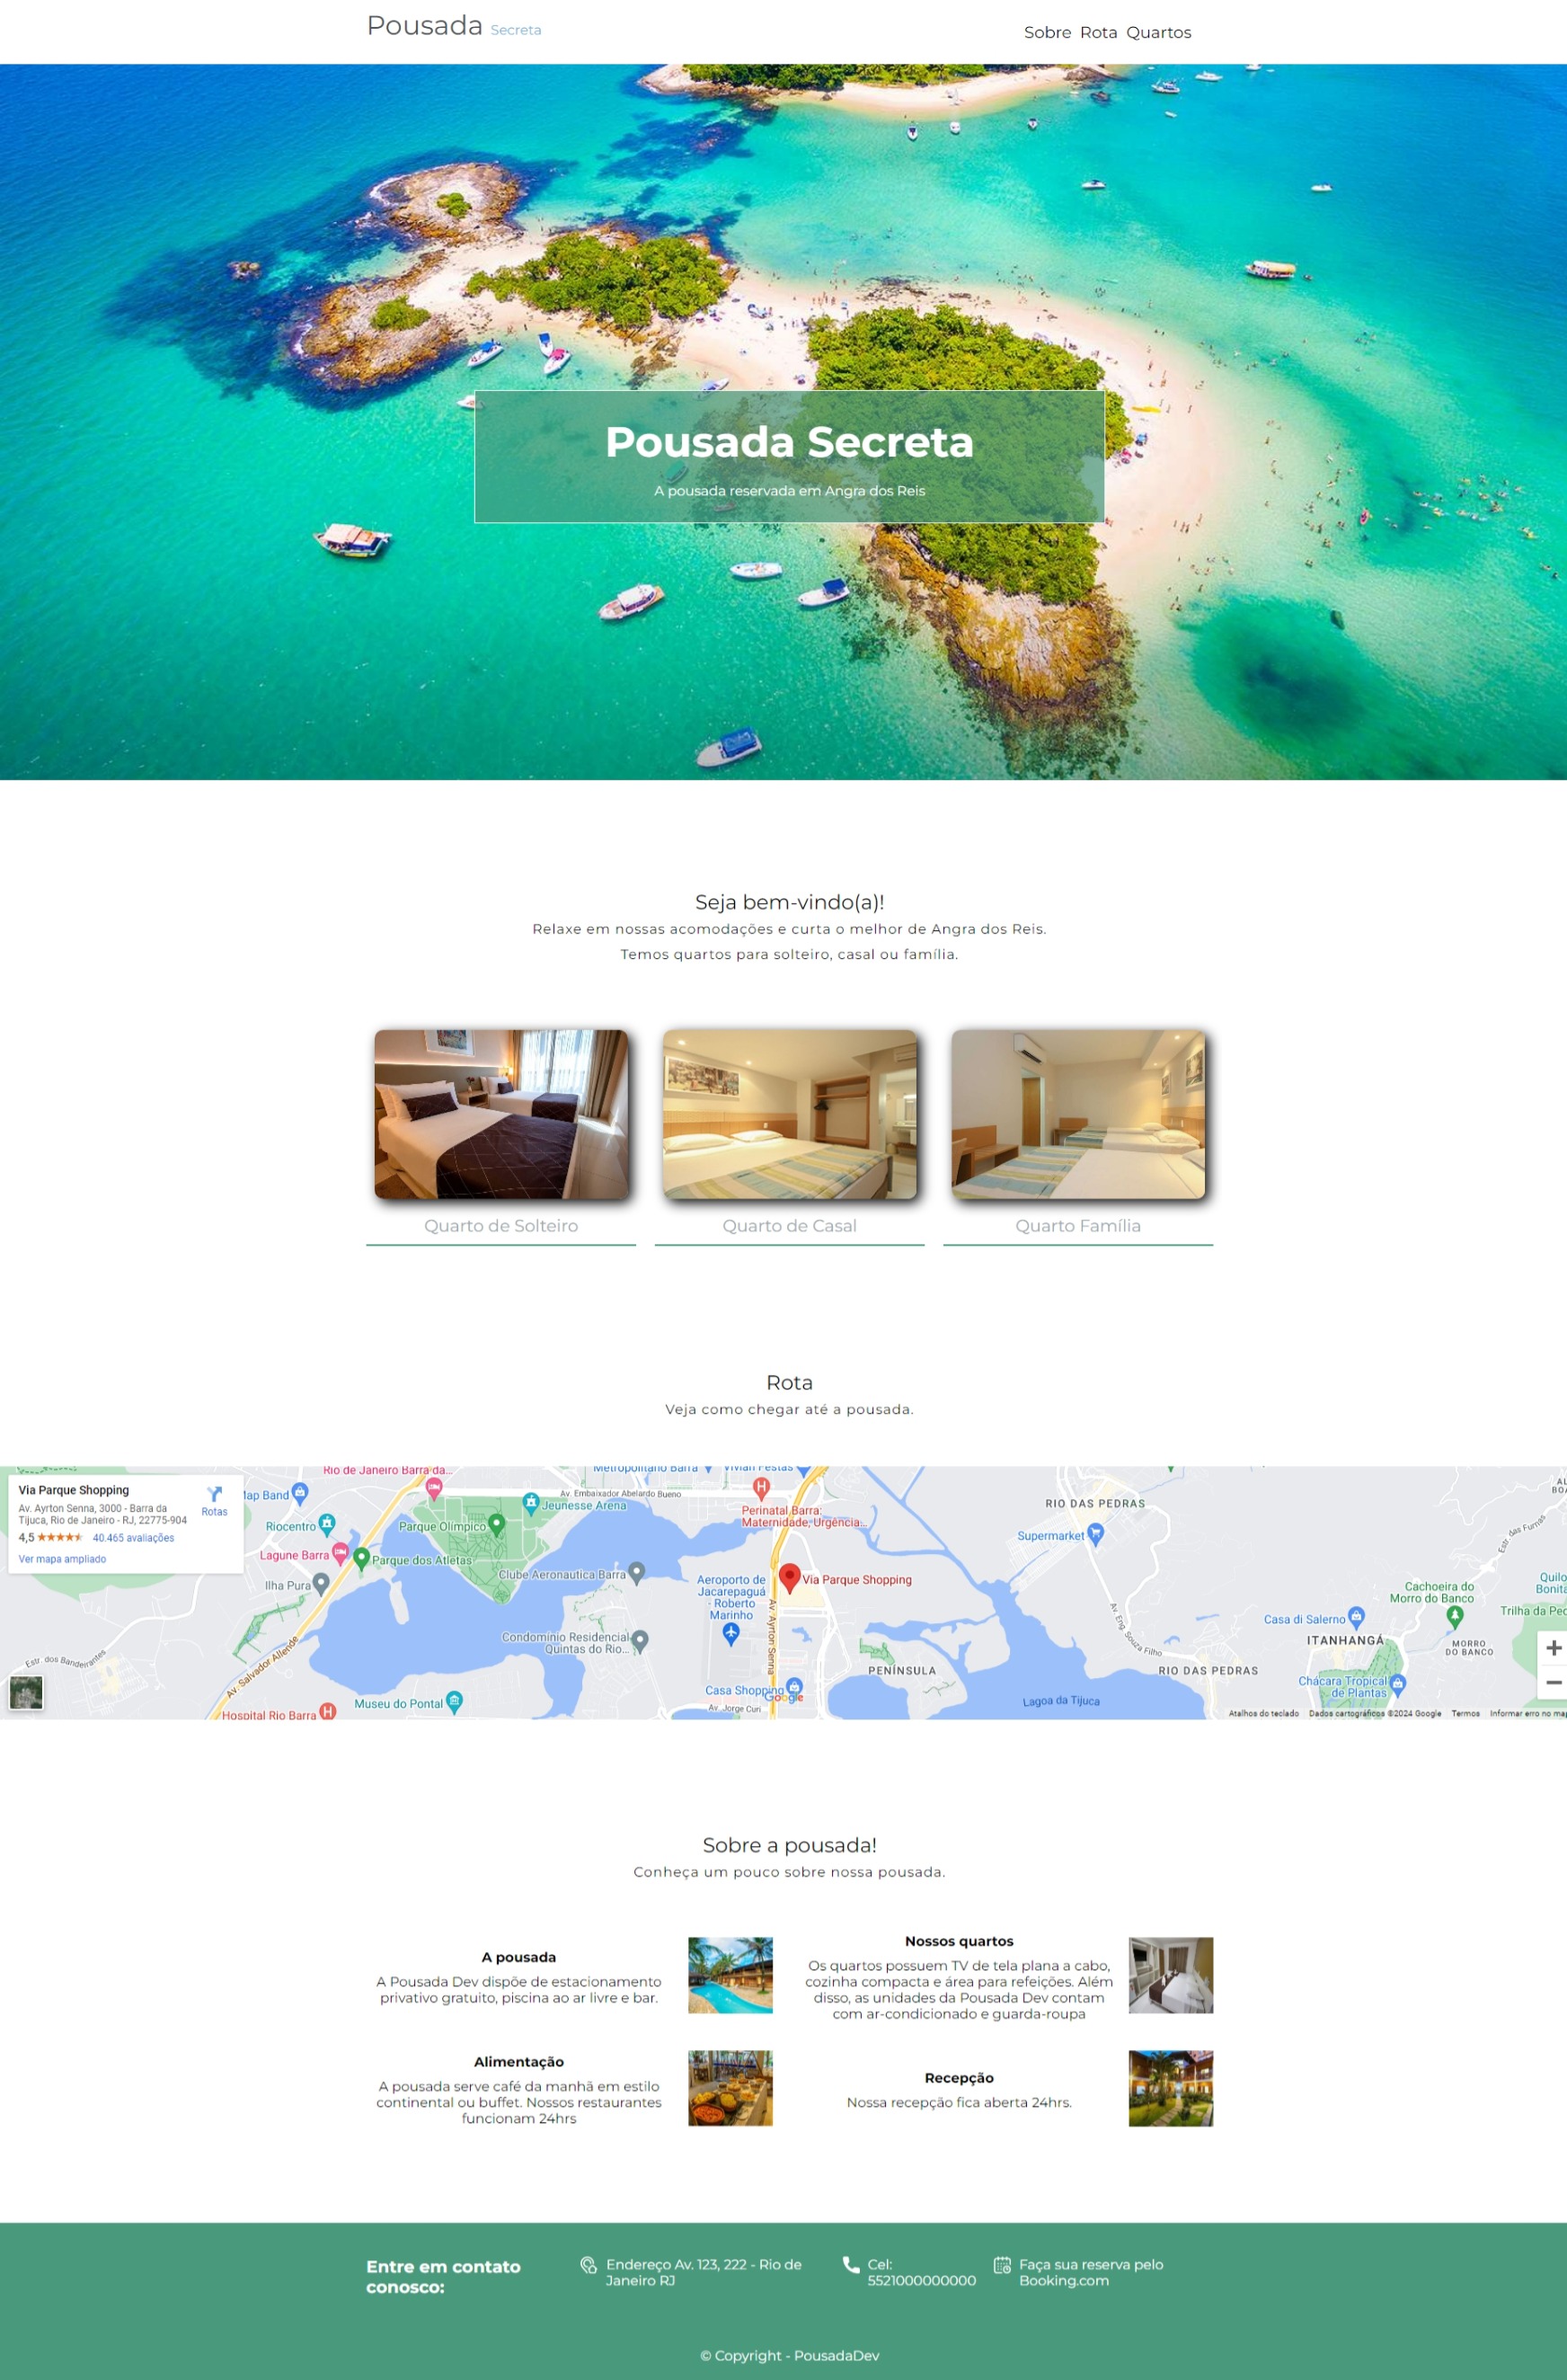 Pousada Secreta
Sobre Rota Quartos
Pousada Secreta
A pousada reservada em Angra dos Reis
Seja bem-vindo(a)!
Relaxe em nossas acomodações e curta o melhor de Angra dos Reis.
Temos quartos para solteiro, casal ou família.
Quarto de Solteiro
Quarto de Casal
Quarto Família
Rota
Veja como chegar até a pousada.
Via Parque Shopping
Av. Ayrton Senna, 3000 - Barra da
Tijuca, Rio de Janeiro - RJ, 22775-904
Rotas
4,5
40.465 avaliações
Ver mapa ampliado
Rio de Janeiro Barra da...
Map Band
Riocentro
Lagune Barra
Ilha Pura
Parque Olímpico
Parque dos Atletas
Jeunesse Arena
Av. Embaixador Abelardo Bueno
Metropolitano Barra
Vivian Festas
Perinatal Barra:
Maternidade, Urgência...
Clube Aeronautica Barra
Aeroporto de
Jacarepaguá
- Roberto
Marinho
Via Parque Shopping
Av. Ayrton Senna
Condomínio Residencial
Quintas do Rio...
Estr. dos Bandeirantes
Av. Salvador Allende
Museu do Pontal
Hospital Rio Barra
Casa Shopping
Google
Av. Jorge Curi
PENÍNSULA
RIO DAS PEDRAS
Supermarket
Av. Eng. Souza Filho
RIO DAS PEDRAS
Lagoa da Tijuca
Estr. das Furnas
Cachoeira do
Morro do Banco
Casa di Salerno
ITANHANGÁ
MORRO
DO BANCO
Chácara Tropical
de Plantas
Trilha da
Atalhos do teclado
Dados cartográficos ©2024 Google
Termos
Informar erro no
Sobre a pousada!
Conheça um pouco sobre nossa pousada.
A pousada
A Pousada Dev dispõe de estacionamento
privativo gratuito, piscina ao ar livre e bar.
Nossos quartos
Os quartos possuem TV de tela plana a cabo,
cozinha compacta e área para refeições. Além
disso, as unidades da Pousada Dev contam
com ar-condicionado e guarda-roupa
Alimentação
A pousada serve café da manhã em estilo
continental ou buffet. Nossos restaurantes
funcionam 24hrs
Recepção
Nossa recepção fica aberta 24hrs.
Entre em contato
conosco:
Endereço Av. 123, 222 - Rio de
Janeiro RJ
Cel:
5521000000000
Faça sua reserva pelo
Booking.com
© Copyright - PousadaDev